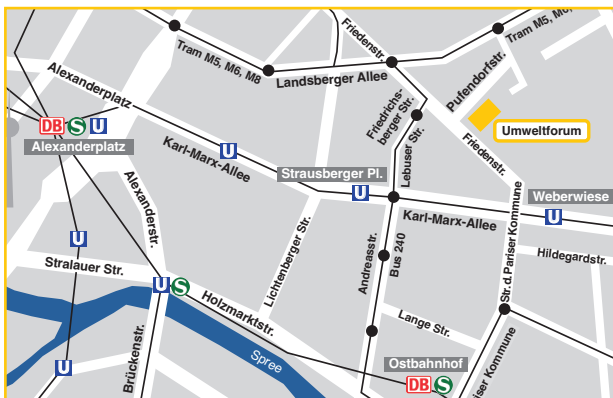 Friedenstr.
Tram M5, M6, M8
Tram M5, M6,
Landsberger Allee
Alexanderplatz
Pufendorfstr.
Friedrichs-
berger Str.
DB S U
Alexanderplatz
Umweltforum
U
Karl-Marx-Allee
Lebuser Str.
Friedenstr.
Strausberger Pl.
U
Weberwiese
Karl-Marx-Allee
U
Alexanderstr.
Lichtenberger Str.
Str. d. Pariser Kommune
U
Andreasstr.
Bus 240
Hildegardstr.
Stralauer Str.
U S
Holzmarktstr.
Lange Str.
Brückenstr.
Spree
U
Ostbahnhof
DB S
iser Kommune